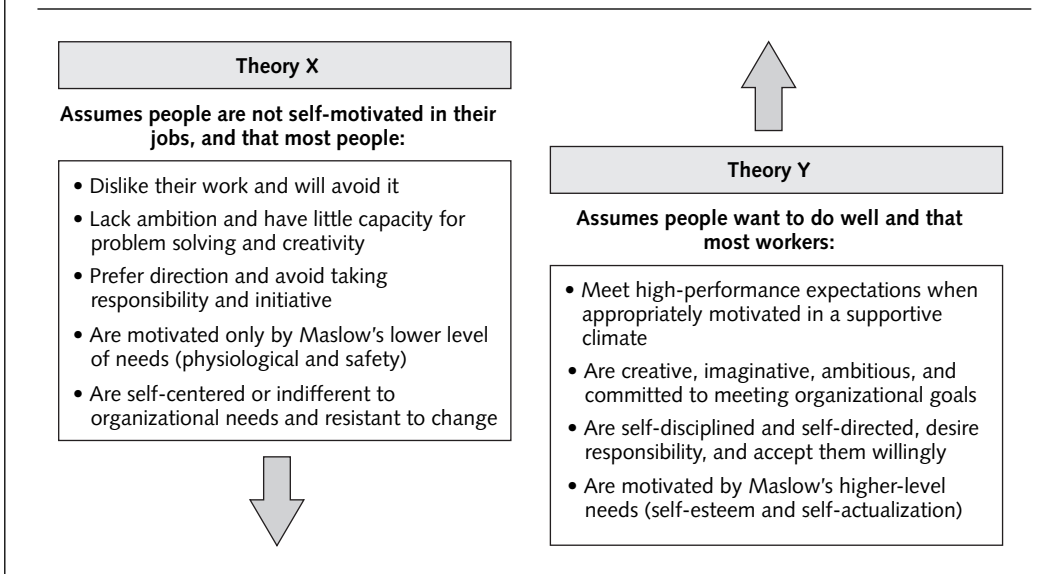 Theory X
Assumes people are not self-motivated in their
jobs, and that most people:
• Dislike their work and will avoid it
• Lack ambition and have little capacity for
problem solving and creativity
• Prefer direction and avoid taking
responsibility and initiative
• Are motivated only by Maslow's lower level
of needs (physiological and safety)
• Are self-centered or indifferent to
organizational needs and resistant to change
Theory Y
Assumes people want to do well and that
most workers:
• Meet high-performance expectations when
appropriately motivated in a supportive
climate
• Are creative, imaginative, ambitious, and
committed to meeting organizational goals
• Are self-disciplined and self-directed, desire
responsibility, and accept them willingly
• Are motivated by Maslow's higher-level
needs (self-esteem and self-actualization)